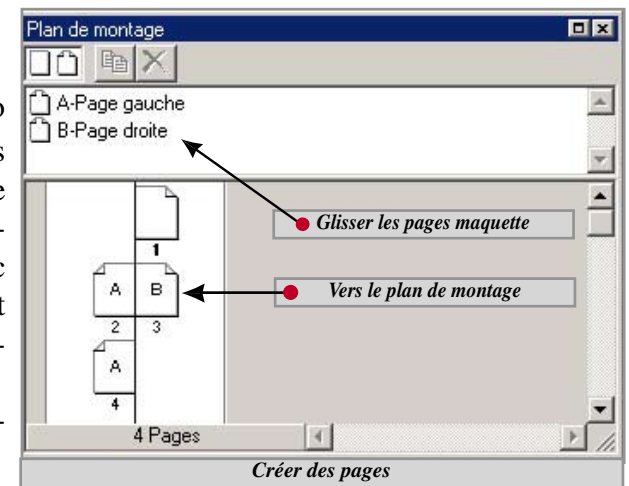 Plan de montage
A-Page gauche
B-Page droite
Glisser les pages maquette
1
Vers le plan de montage
A B
2 3
A
4
4 Pages
Créer des pages